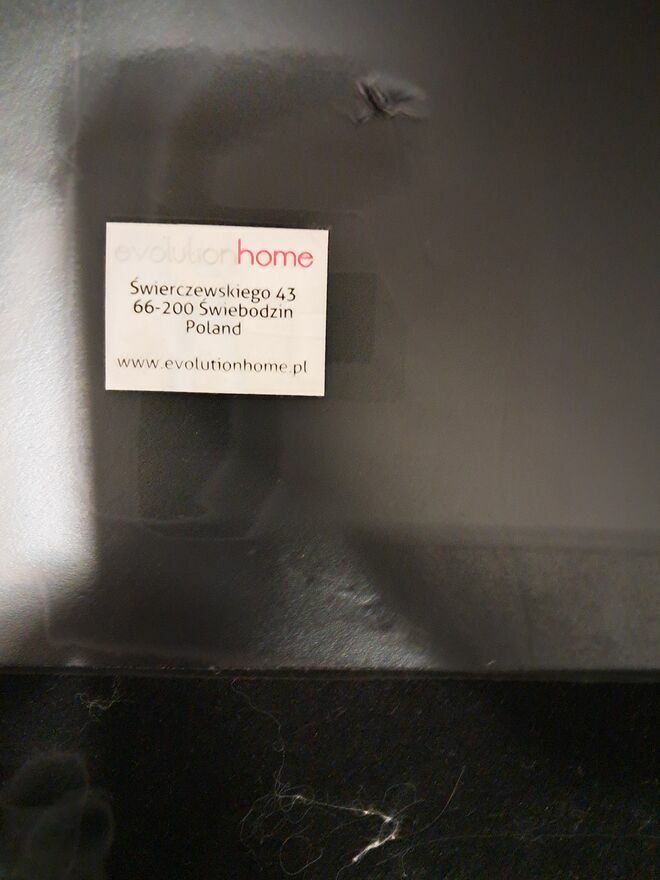 evolutionhome
Świerczewskiego 43
66-200 Świebodzin
Poland
www.evolutionhome.pl